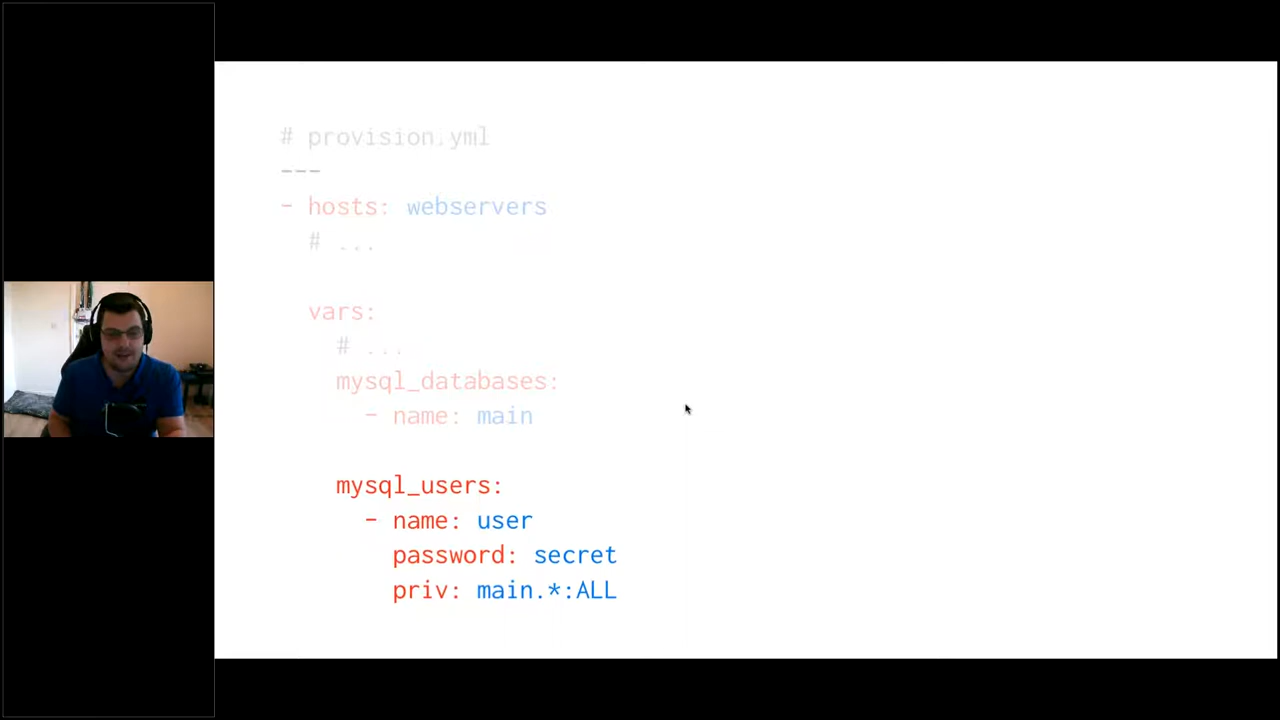 # provision.yml
---
- hosts: webservers
# ...
vars:
# ...
mysql_databases:
- name: main
mysql_users:
- name: user
password: secret
priv: main.*:ALL